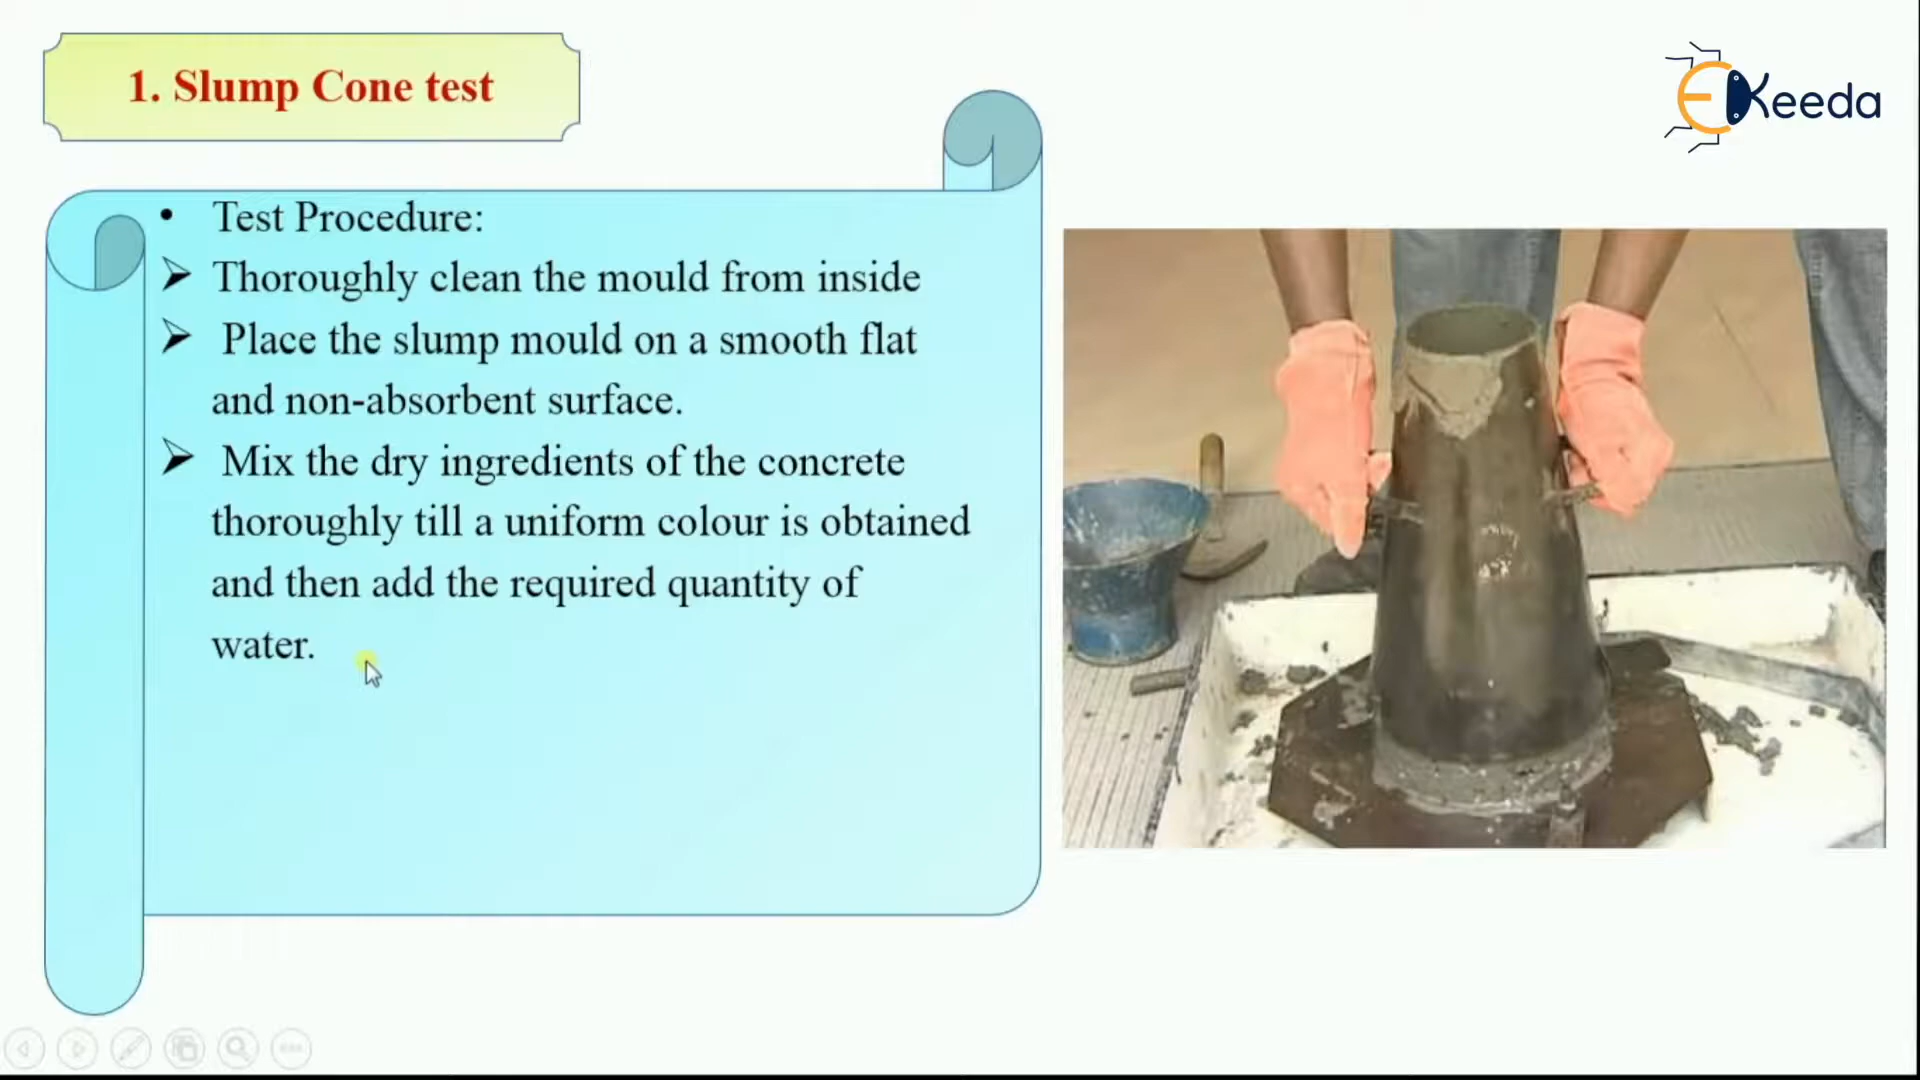 1. Slump Cone test
Keeda
• Test Procedure:
➢ Thoroughly clean the mould from inside
➢ Place the slump mould on a smooth flat
and non-absorbent surface.
➢ Mix the dry ingredients of the concrete
thoroughly till a uniform colour is obtained
and then add the required quantity of
water.